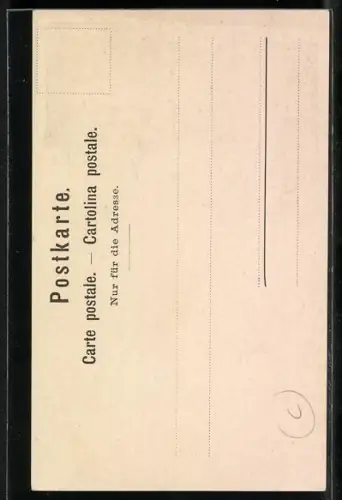 Postkarte.
Carte postale. — Cartolina postale.
Nur für die Adresse.
C